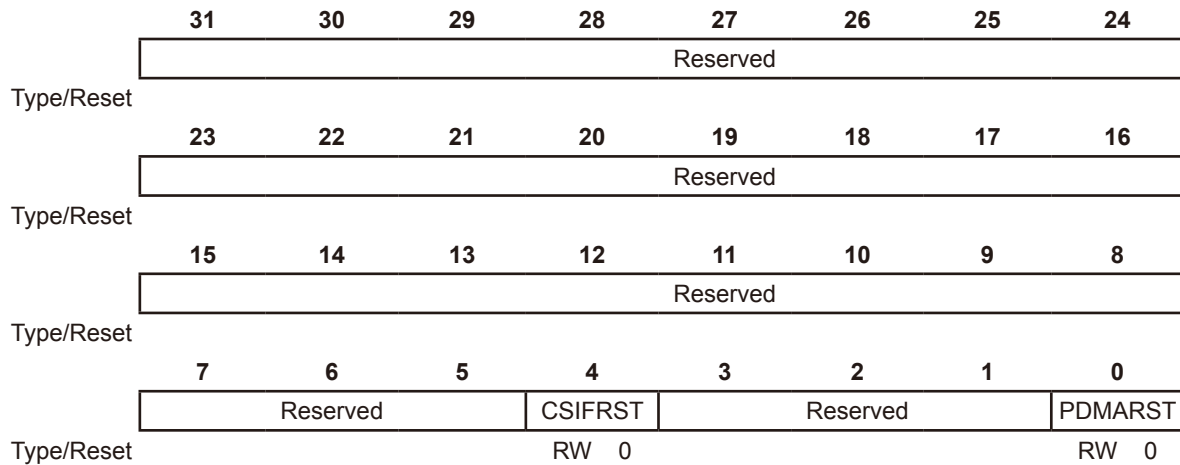 31 30 29 28 27 26 25 24
Reserved
Type/Reset
23 22 21 20 19 18 17 16
Reserved
Type/Reset
15 14 13 12 11 10 9 8
Reserved
Type/Reset
7 6 5 4 3 2 1 0
Reserved CSIFRST Reserved PDMARST
Type/Reset RW 0 RW 0